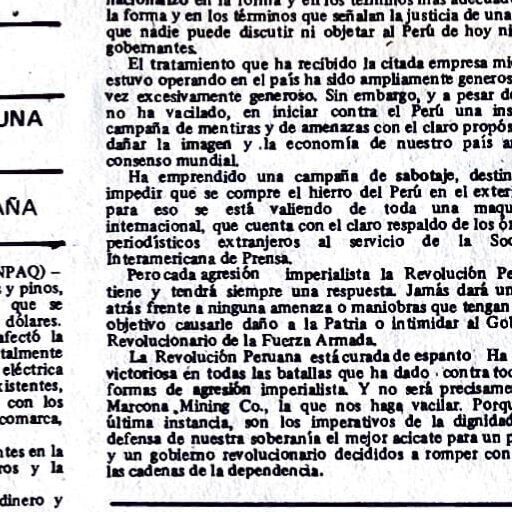 UNA
AÑA
NPAQ) –
y pinos,
que se
dólares.
afectó la
talmente
eléctrica
xistentes,
con los
comarca,
ntes en la
ros y la
dinero y
la forma y en los términos que señalan la justicia de una
que nadie puede discutir ni objetar al Perú de hoy ni
gobernantes.
El tratamiento que ha recibido la citada empresa mi
estuvo operando en el país ha sido ampliamente generos
vez excesivamente generoso. Sin embargo, y a pesar d
no ha vacilado, en iniciar contra el Perú una ins
campaña de mentiras y de amenazas con el claro propós
dañar la imagen y .la economía de nuestro país a
consenso mundial.
Ha emprendido una campaña de sabotaje, destin
impedir que se compre el hierro del Perú en el exter
para eso se está valiendo de toda una maqu
internacional, que cuenta con el claro respaldo de los ór
periodísticos extranjeros al servicio de la Soc
Interamericana de Prensa.
Pero cada agresión imperialista la Revolución Pe
tiene y tendrá siempre una respuesta. Jamás dará un
atrás frente a ninguna amenaza o maniobras que tengan
objetivo causarle daño a la Patria o intimidar al Gol
Revolucionario de la Fuerza Armada.
La Revolución Peruana está curada de espanto Ha
victoriosa en todas las batallas que ha dado contra toc
formas de agresión imperialista. Y no será precisame
Marcona Mining Co., la que nos haga vacilar. Porqu
última instancia, son los imperativos de la dignidad
defensa de nuestra soberanía el mejor acicate para un p
y un gobierno revolucionario decididos a romper con
las cadenas de la dependencia.